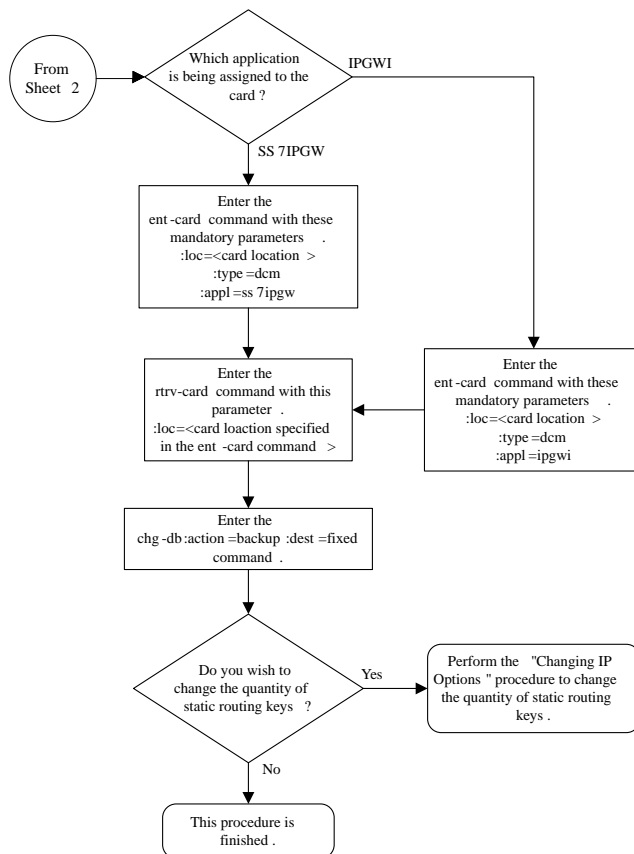 From
Sheet 2
Which application
is being assigned to the
card ?
IPGWI
SS 7IPGW
Enter the
ent -card command with these
mandatory parameters .
:loc=<card location >
:type =dcm
:appl=ss 7ipgw
Enter the
rtrv-card command with this
parameter .
:loc=<card loaction specified
in the ent -card command >
Enter the
ent -card command with these
mandatory parameters .
:loc=<card location >
:type =dcm
:appl=ipgwi
Enter the
chg -db:action =backup :dest =fixed
command .
Do you wish to
change the quantity of
static routing keys ?
Yes
Perform the "Changing IP
Options " procedure to change
the quantity of static routing
keys .
No
This procedure is
finished .